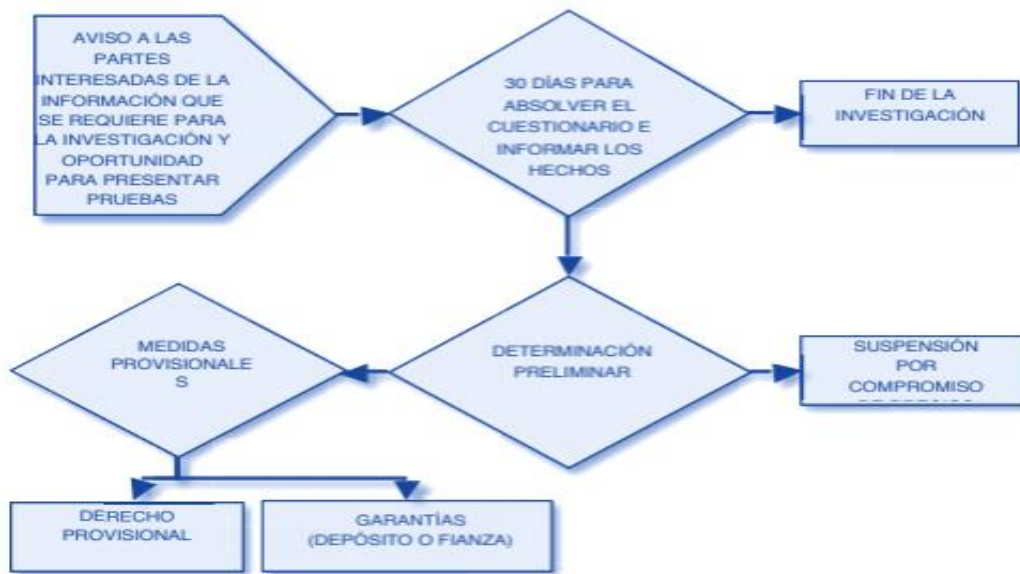 AVISO A LAS
PARTES
INTERESADAS DE LA
INFORMACIÓN QUE
SE REQUIERE PARA
LA INVESTIGACIÓN Y
OPORTUNIDAD
PARA PRESENTAR
PRUEBAS
30 DÍAS PARA
ABSOLVER EL
CUESTIONARIO E
INFORMAR LOS
HECHOS
FIN DE LA
INVESTIGACIÓN
MEDIDAS
PROVISIONALE
S
DETERMINACIÓN
PRELIMINAR
SUSPENSIÓN
POR
COMPROMISO
DERECHO
PROVISIONAL
GARANTÍAS
(DEPÓSITO O FIANZA)